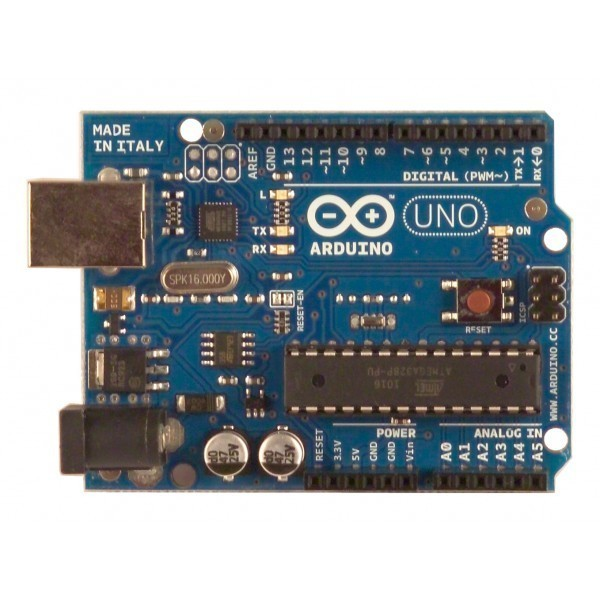 MADE
IN ITALY
AREF
GND
13
12
~11
~10
~9
8
7
~6
~5
4
~3
2
TX→1
RX←0
DIGITAL (PWM~)
L
TX
RX
ARDUINO
™
UNO
ON
SPK16.000Y
RESET-EN
RESET
ICSP
ATMEL
1018
ATMEGA328P-PU
WWW.ARDUINO.CC
POWER
ANALOG IN
RESET
3.3V
5V
GND
GND
Vin
A0
A1
A2
A3
A4
A5
47
25V
47
25V